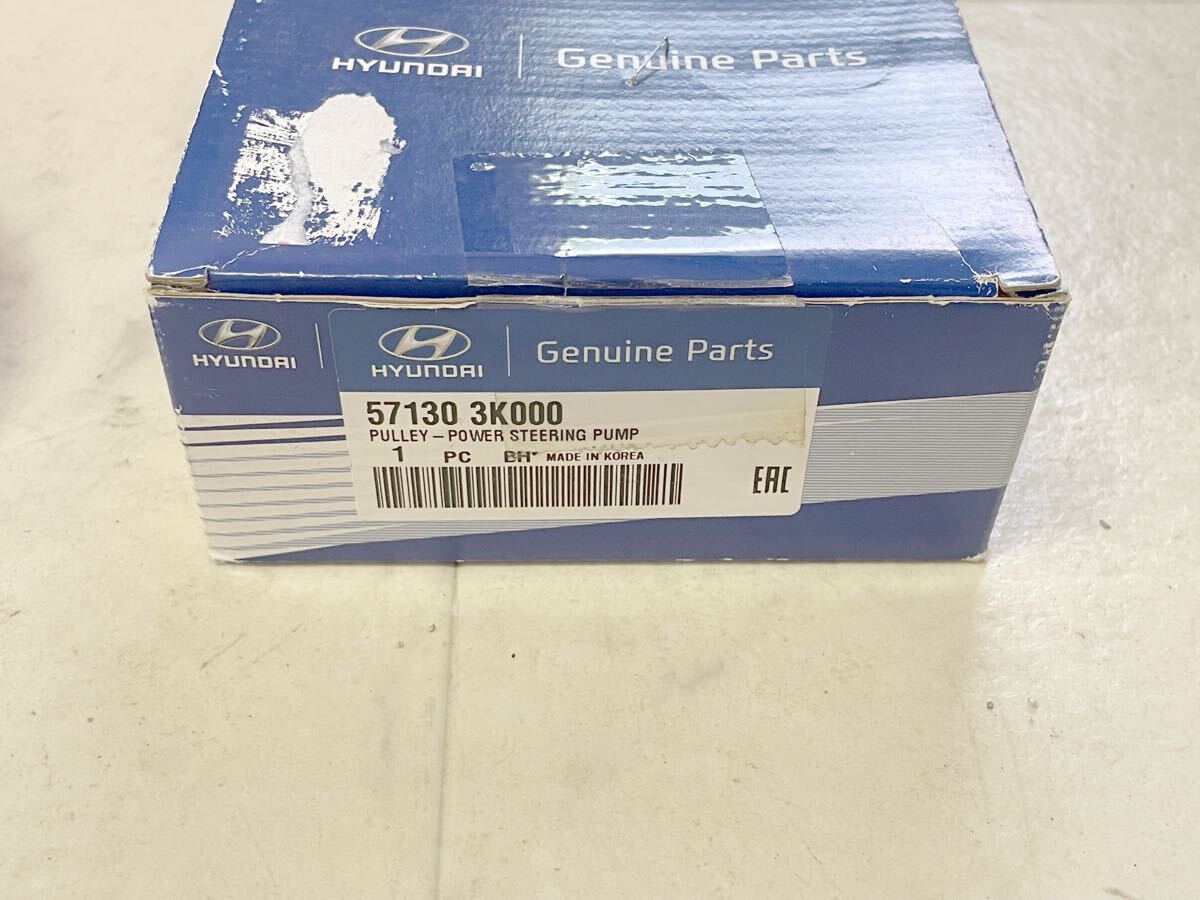 HYUNDAI Genuine Parts
HYUNDAI
HYUNDAI Genuine Parts
57130 3K000
PULLEY-POWER STEERING PUMP
1 PC BH* MADE IN KOREA
EAC